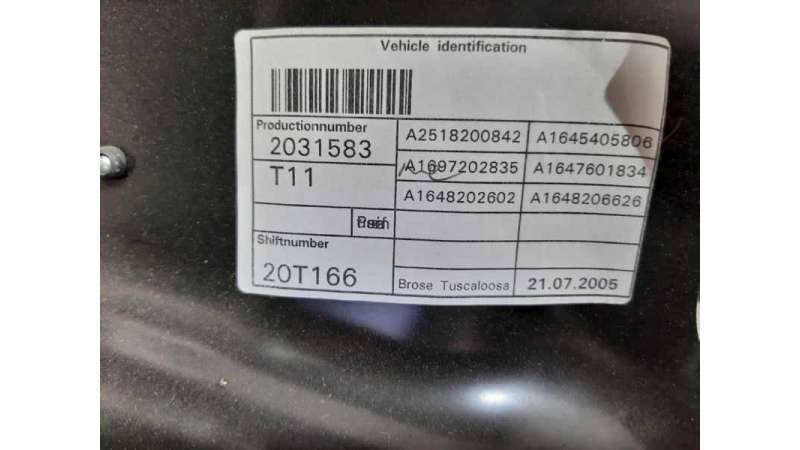 Vehicle identification
Productionnumber
2031583
A2518200842 A1645405806
T11
A1697202835 A1647601834
A1648202602 A1648206626
Shiftnumber
20T166
Brose Tuscaloosa 21.07.2005